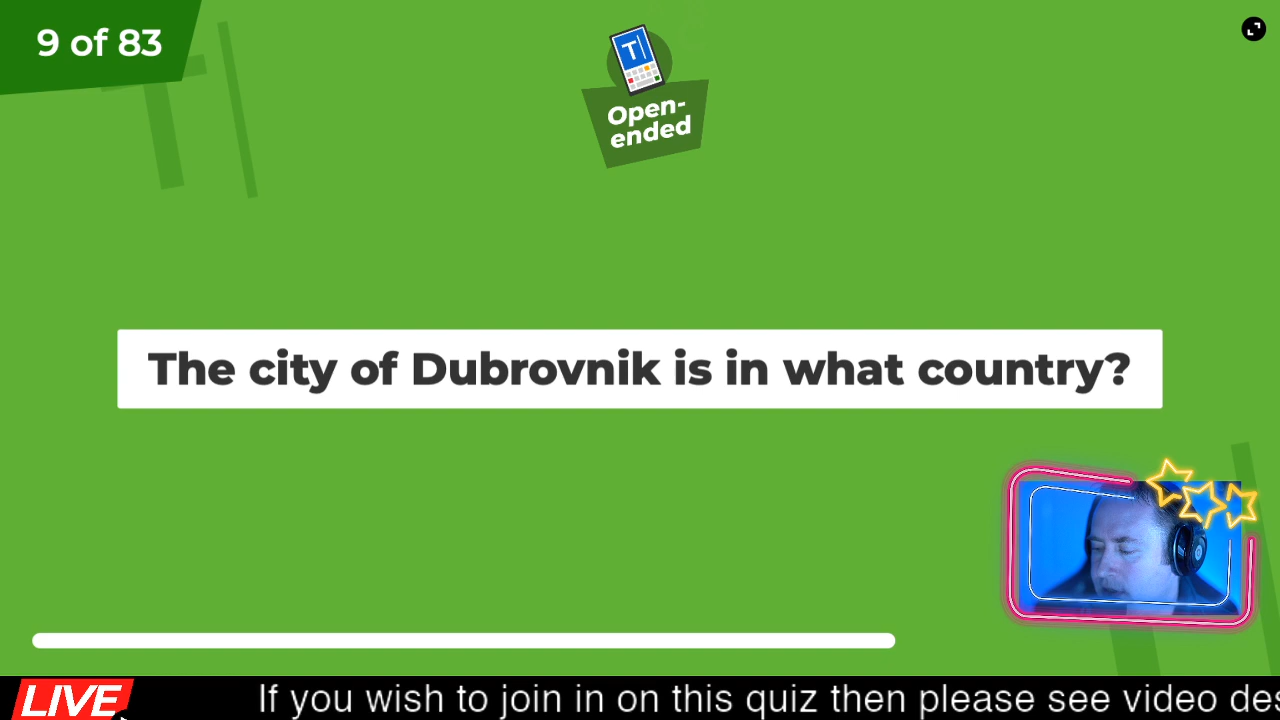 9 of 83
T
Open-
ended
The city of Dubrovnik is in what country?
LIVE
If you wish to join in on this quiz then please see video des